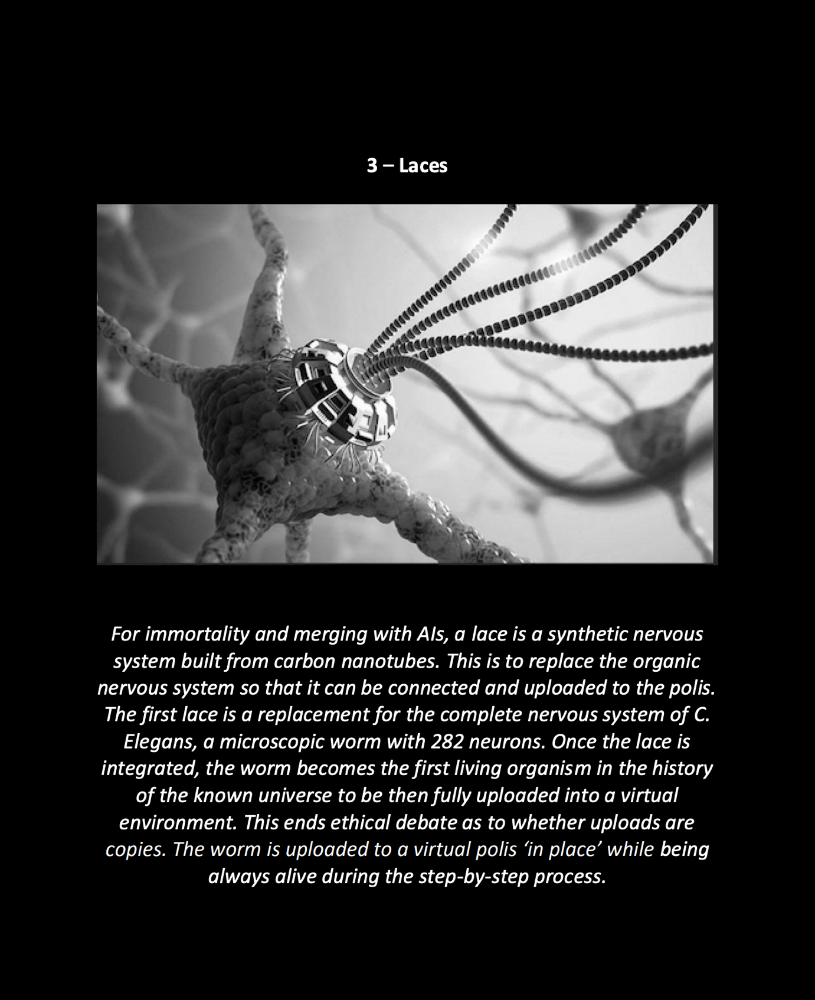 3 – Laces
For immortality and merging with AIs, a lace is a synthetic nervous
system built from carbon nanotubes. This is to replace the organic
nervous system so that it can be connected and uploaded to the polis.
The first lace is a replacement for the complete nervous system of C.
Elegans, a microscopic worm with 282 neurons. Once the lace is
integrated, the worm becomes the first living organism in the history
of the known universe to be then fully uploaded into a virtual
environment. This ends ethical debate as to whether uploads are
copies. The worm is uploaded to a virtual polis ‘in place’ while being
always alive during the step-by-step process.